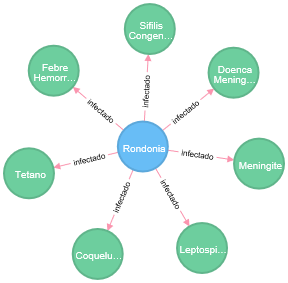 Sifilis
Congen...
infectado
Febre
Hemorr...
infectado
Doenca
Mening...
infectado
Rondonia
infectado
Meningite
infectado
Tetano
infectado
Coquelu...
infectado
Leptospi...